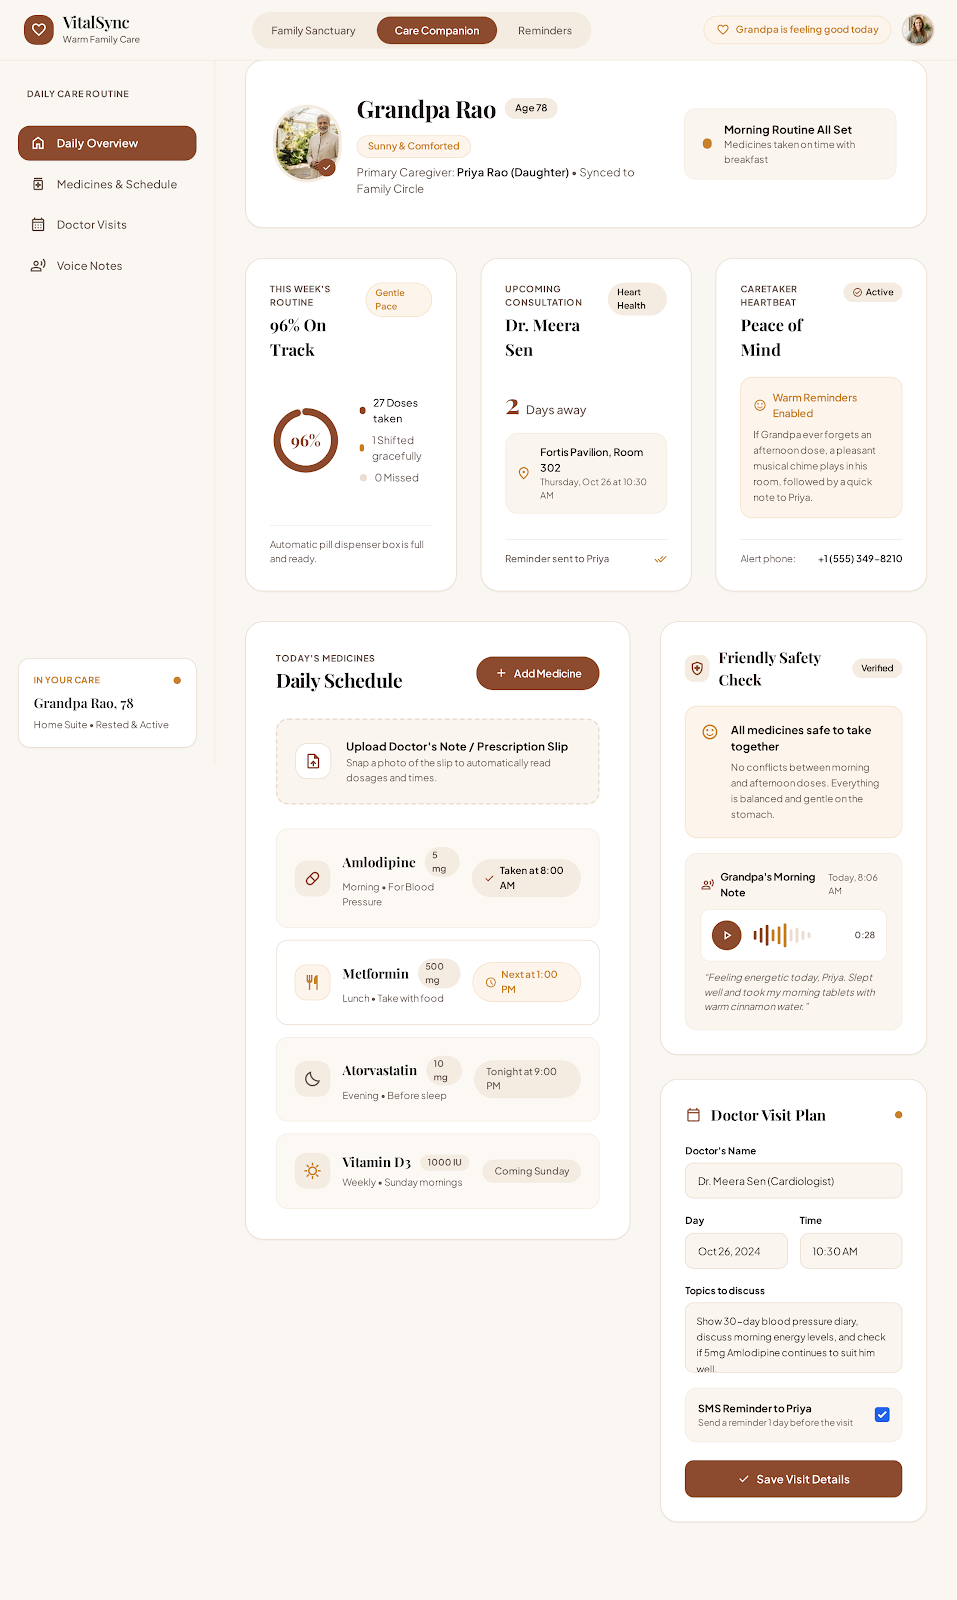 VitalSync
Warm Family Care
Family Sanctuary
Care Companion
Reminders
Grandpa is feeling good today
DAILY CARE ROUTINE
Daily Overview
Medicines & Schedule
Doctor Visits
Voice Notes
IN YOUR CARE
Grandpa Rao, 78
Home Suite • Rested & Active
Grandpa Rao
Age 78
Sunny & Comforted
Primary Caregiver: Priya Rao (Daughter) • Synced to
Family Circle
Morning Routine All Set
Medicines taken on time with
breakfast
THIS WEEK'S
ROUTINE
Gentle
Pace
96% On
Track
96%
27 Doses
taken
1 Shifted
gracefully
0 Missed
Automatic pill dispenser box is full
and ready.
UPCOMING
CONSULTATION
Heart
Health
Dr. Meera
Sen
2 Days away
Fortis Pavilion, Room
302
Thursday, Oct 26 at 10:30
AM
Reminder sent to Priya
CARETAKER
HEARTBEAT
Active
Peace of
Mind
Warm Reminders
Enabled
If Grandpa ever forgets an
afternoon dose, a pleasant
musical chime plays in his
room, followed by a quick
note to Priya.
Alert phone: +1 (555) 349-8210
TODAY'S MEDICINES
Daily Schedule
Add Medicine
Upload Doctor's Note / Prescription Slip
Snap a photo of the slip to automatically read
dosages and times.
Amlodipine
5
mg
Morning • For Blood
Pressure
Taken at 8:00
AM
Metformin
500
mg
Lunch • Take with food
Next at 1:00
PM
Atorvastatin
10
mg
Evening • Before sleep
Tonight at 9:00
PM
Vitamin D3
1000 IU
Weekly • Sunday mornings
Coming Sunday
Friendly Safety
Check
Verified
All medicines safe to take
together
No conflicts between morning
and afternoon doses. Everything
is balanced and gentle on the
stomach.
Grandpa's Morning
Note
Today, 8:06
AM
0:28
"Feeling energetic today, Priya. Slept
well and took my morning tablets with
warm cinnamon water."
Doctor Visit Plan
Doctor's Name
Dr. Meera Sen (Cardiologist)
Day
Time
Oct 26, 2024
10:30 AM
Topics to discuss
Show 30-day blood pressure diary,
discuss morning energy levels, and check
if 5mg Amlodipine continues to suit him
well.
SMS Reminder to Priya
Send a reminder 1 day before the visit
Save Visit Details